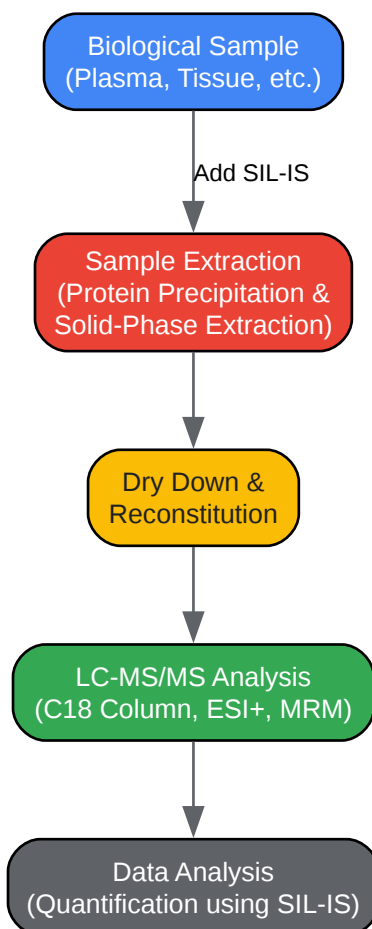 Biological Sample
(Plasma, Tissue, etc.)
Add SIL-IS
Sample Extraction
(Protein Precipitation &
Solid-Phase Extraction)
Dry Down &
Reconstitution
LC-MS/MS Analysis
(C18 Column, ESI+, MRM)
Data Analysis
(Quantification using SIL-IS)